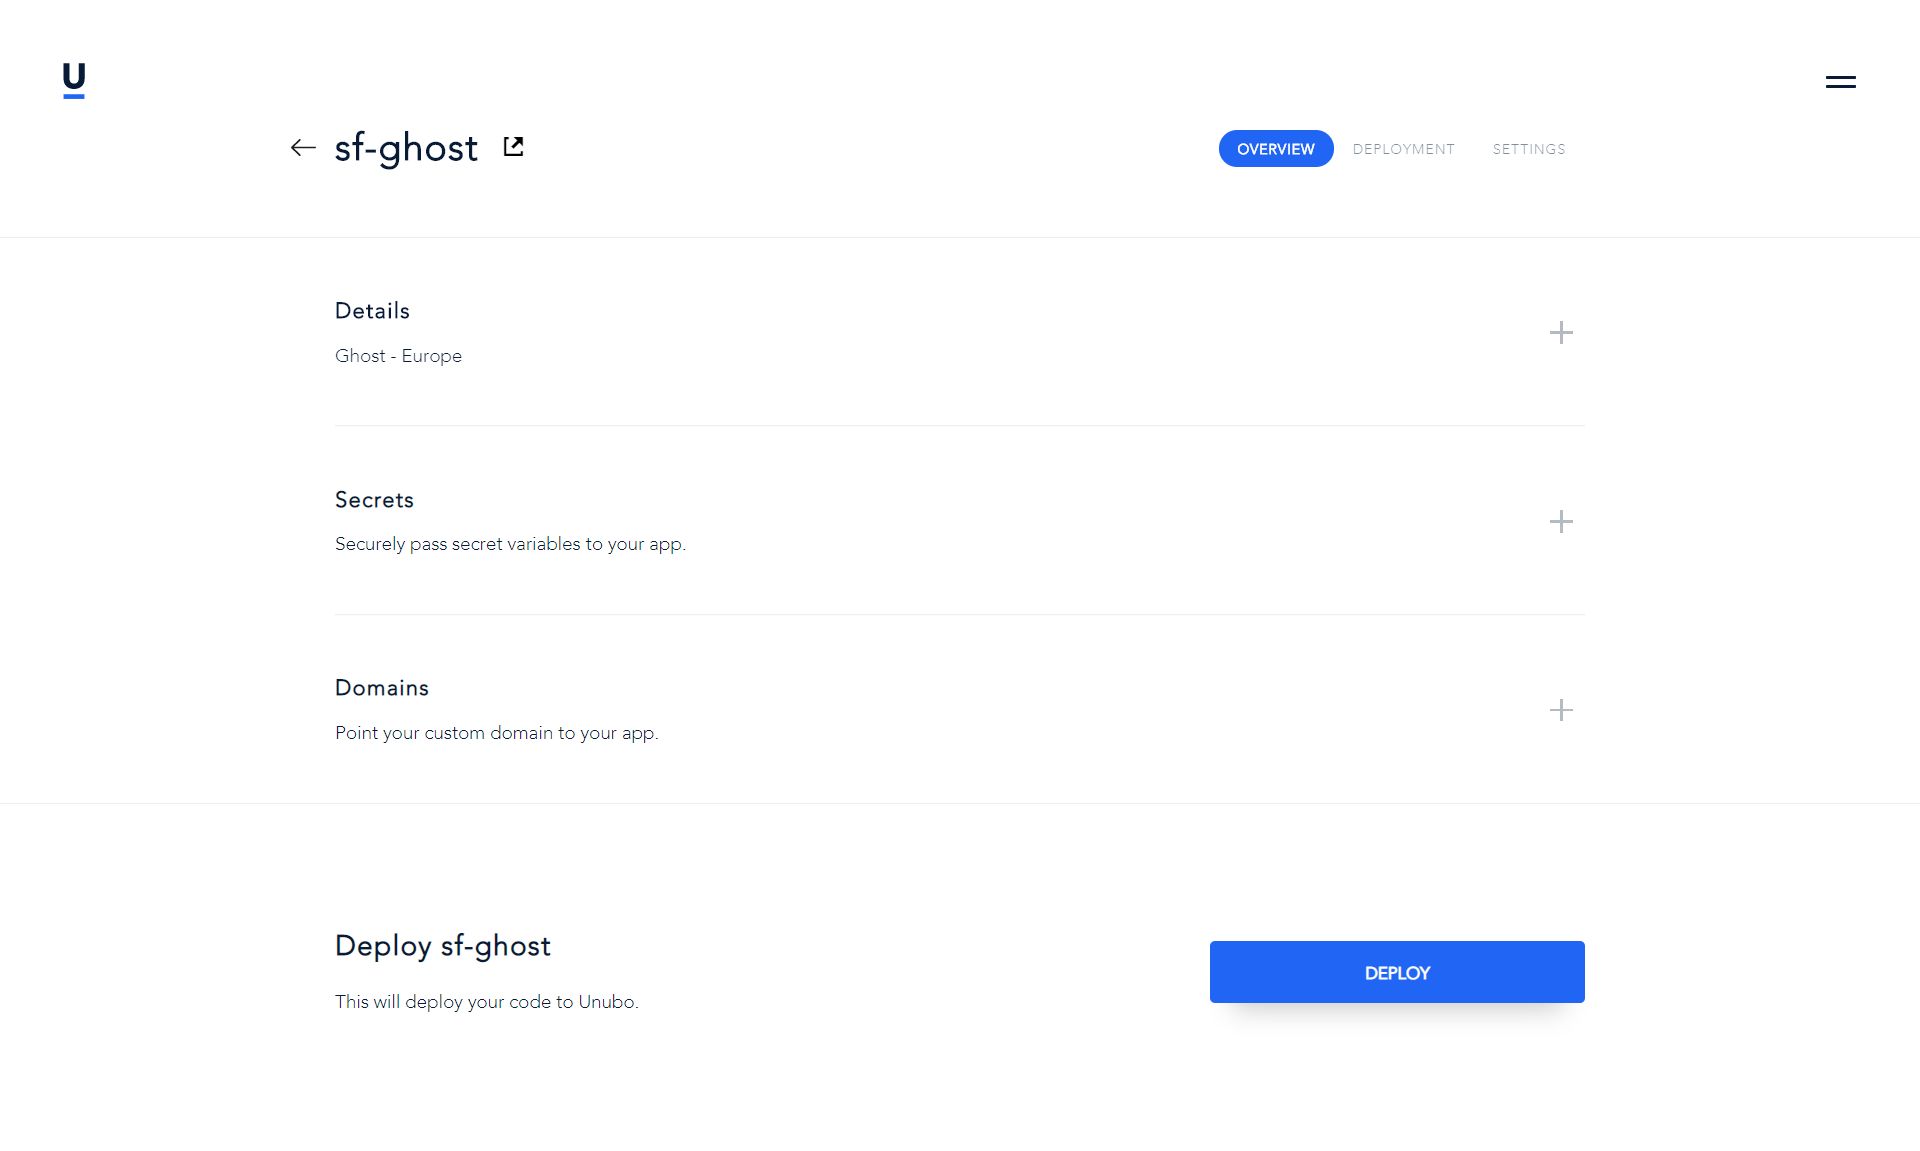 U
sf-ghost
OVERVIEW DEPLOYMENT SETTINGS
Details
Ghost - Europe
Secrets
Securely pass secret variables to your app.
Domains
Point your custom domain to your app.
Deploy sf-ghost
This will deploy your code to Unubo.
DEPLOY